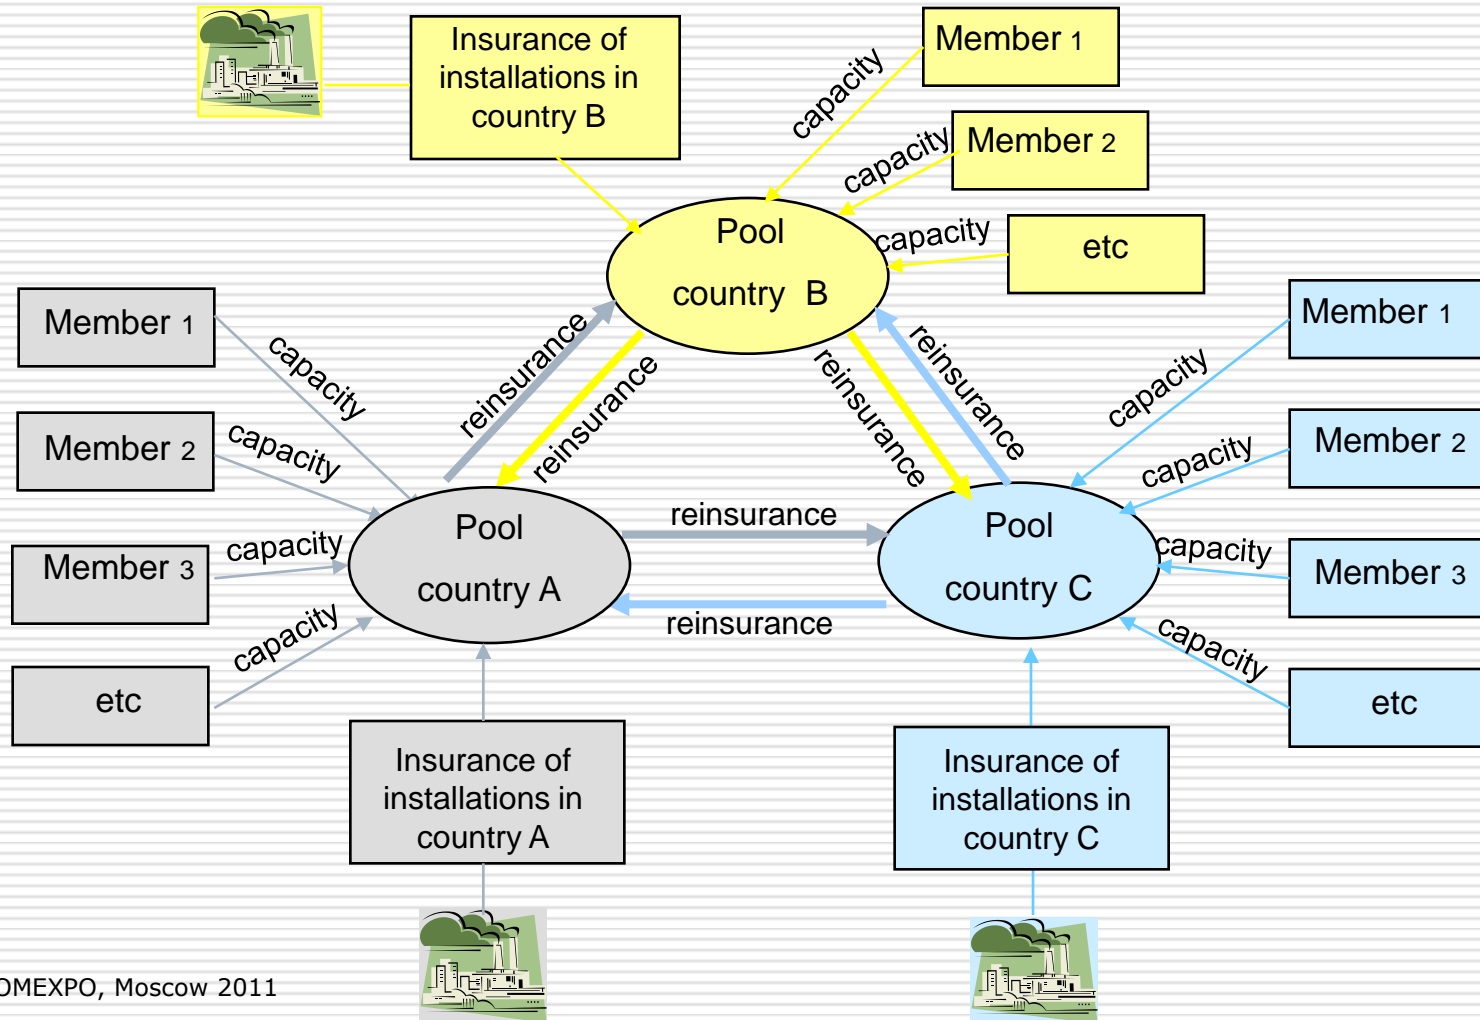 Insurance of
installations in
country B
Member 1
capacity
Member 2
capacity
etc
capacity
Pool
country B
Member 1
capacity
Member 2
capacity
Member 3
capacity
etc
capacity
reinsurance
reinsurance
reinsurance
reinsurance
Member 1
capacity
Member 2
capacity
Member 3
capacity
etc
capacity
Pool
country A
reinsurance
reinsurance
Pool
country C
Insurance of
installations in
country A
Insurance of
installations in
country C
OMEXPO, Moscow 2011